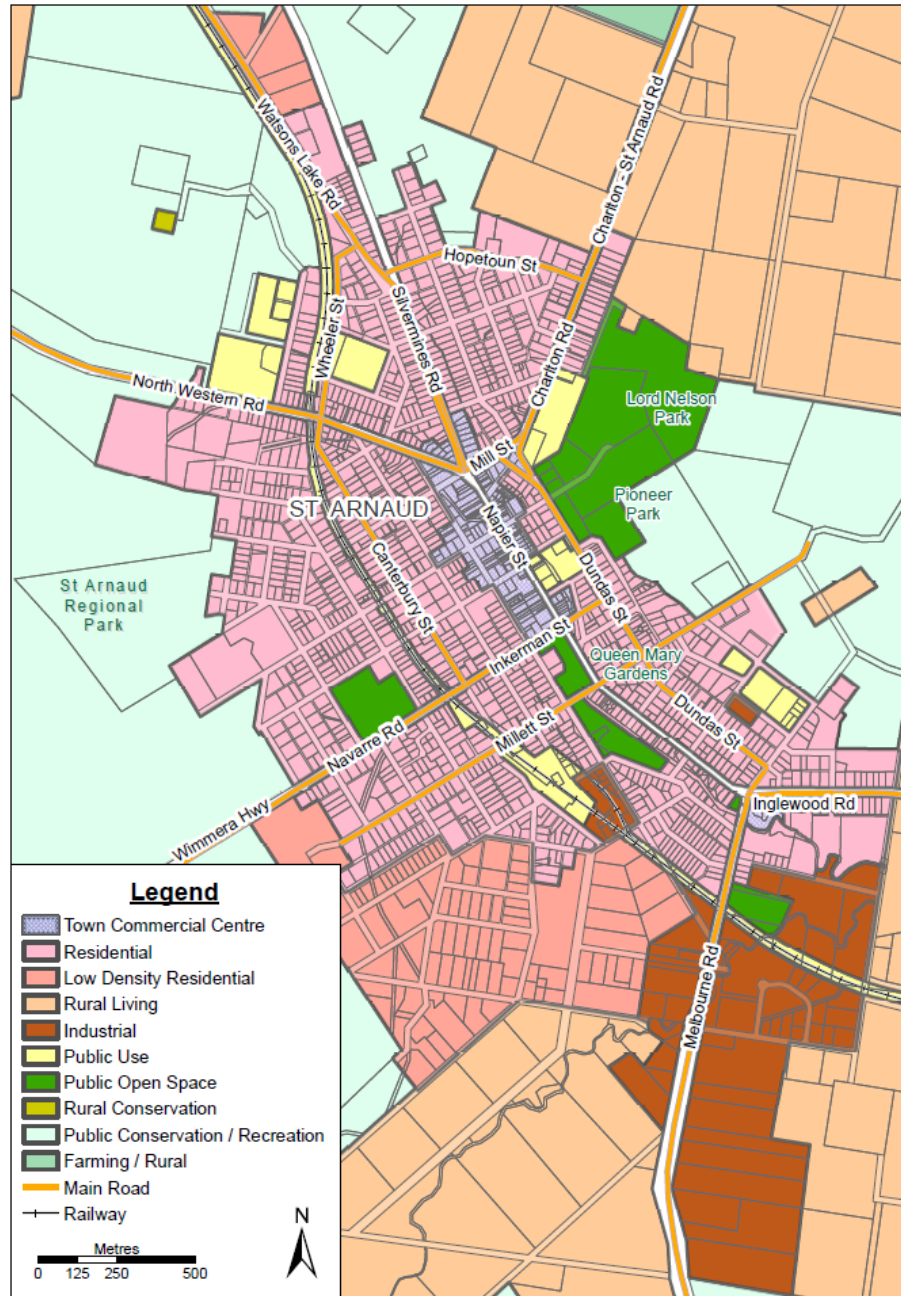 Watsons Lake Rd
Charlton - St Arnaud Rd
Hopetoun St
Wheeler St
Silvermines Rd
Charlton Rd
North Western Rd
Lord Nelson
Park
Mill St
Pioneer
Park
ST ARNAUD
Napier St
Canterbury St
Dundas St
St Arnaud
Regional
Park
Inkerman St
Queen Mary
Gardens
Dundas St
Millett St
Navarre Rd
Inglewood Rd
Wimmera Hwy
Melbourne Rd
Legend
Town Commercial Centre
Residential
Low Density Residential
Rural Living
Industrial
Public Use
Public Open Space
Rural Conservation
Public Conservation / Recreation
Farming / Rural
Main Road
Railway
N
Metres
0 125 250 500